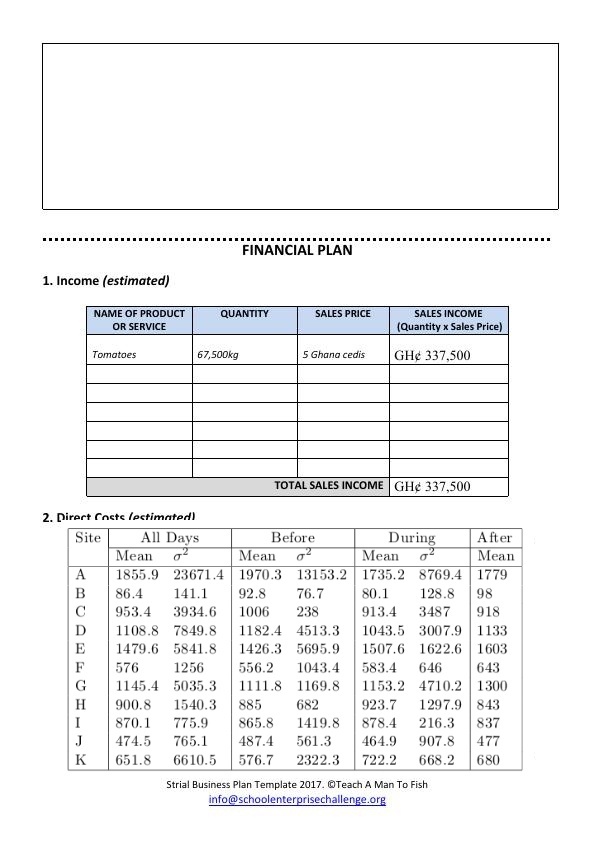 FINANCIAL PLAN
1. Income (estimated)
NAME OF PRODUCT OR SERVICE QUANTITY SALES PRICE SALES INCOME (Quantity x Sales Price)
Tomatoes 67,500kg 5 Ghana cedis GH¢ 337,500
TOTAL SALES INCOME GH¢ 337,500
2. Direct Costs (estimated)
Site All Days Before During After
Mean σ² Mean σ² Mean σ² Mean
A 1855.9 23671.4 1970.3 13153.2 1735.2 8769.4 1779
B 86.4 141.1 92.8 76.7 80.1 128.8 98
C 953.4 3934.6 1006 238 913.4 3487 918
D 1108.8 7849.8 1182.4 4513.3 1043.5 3007.9 1133
E 1479.6 5841.8 1426.3 5695.9 1507.6 1622.6 1603
F 576 1256 556.2 1043.4 583.4 646 643
G 1145.4 5035.3 1111.8 1169.8 1153.2 4710.2 1300
H 900.8 1540.3 885 682 923.7 1297.9 843
I 870.1 775.9 865.8 1419.8 878.4 216.3 837
J 474.5 765.1 487.4 561.3 464.9 907.8 477
K 651.8 6610.5 576.7 2322.3 722.2 668.2 680
Strial Business Plan Template 2017. ©Teach A Man To Fish
info@schoolenterprisechallenge.org